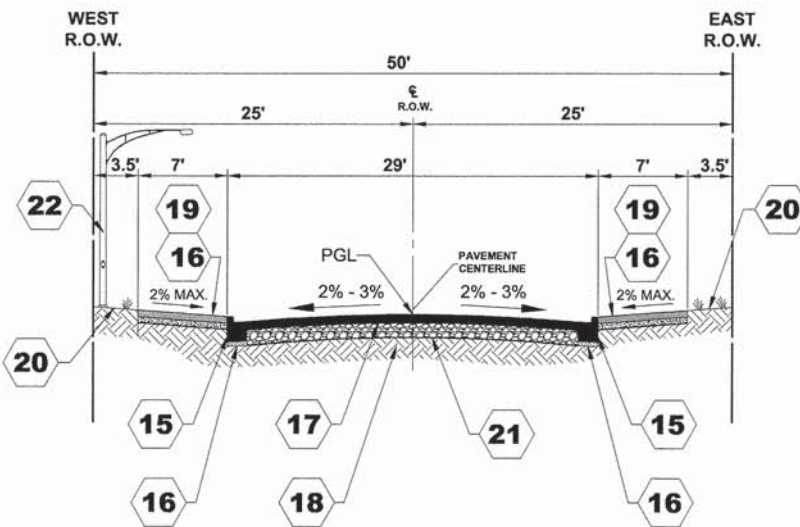 WEST
R.O.W.
EAST
R.O.W.
50'
℄
R.O.W.
25'
25'
3.5'
7'
29'
7'
3.5'
22
19
19
20
16
16
PGL
PAVEMENT
CENTERLINE
2% MAX.
2% - 3%
2% - 3%
2% MAX.
20
15
17
21
15
16
18
16